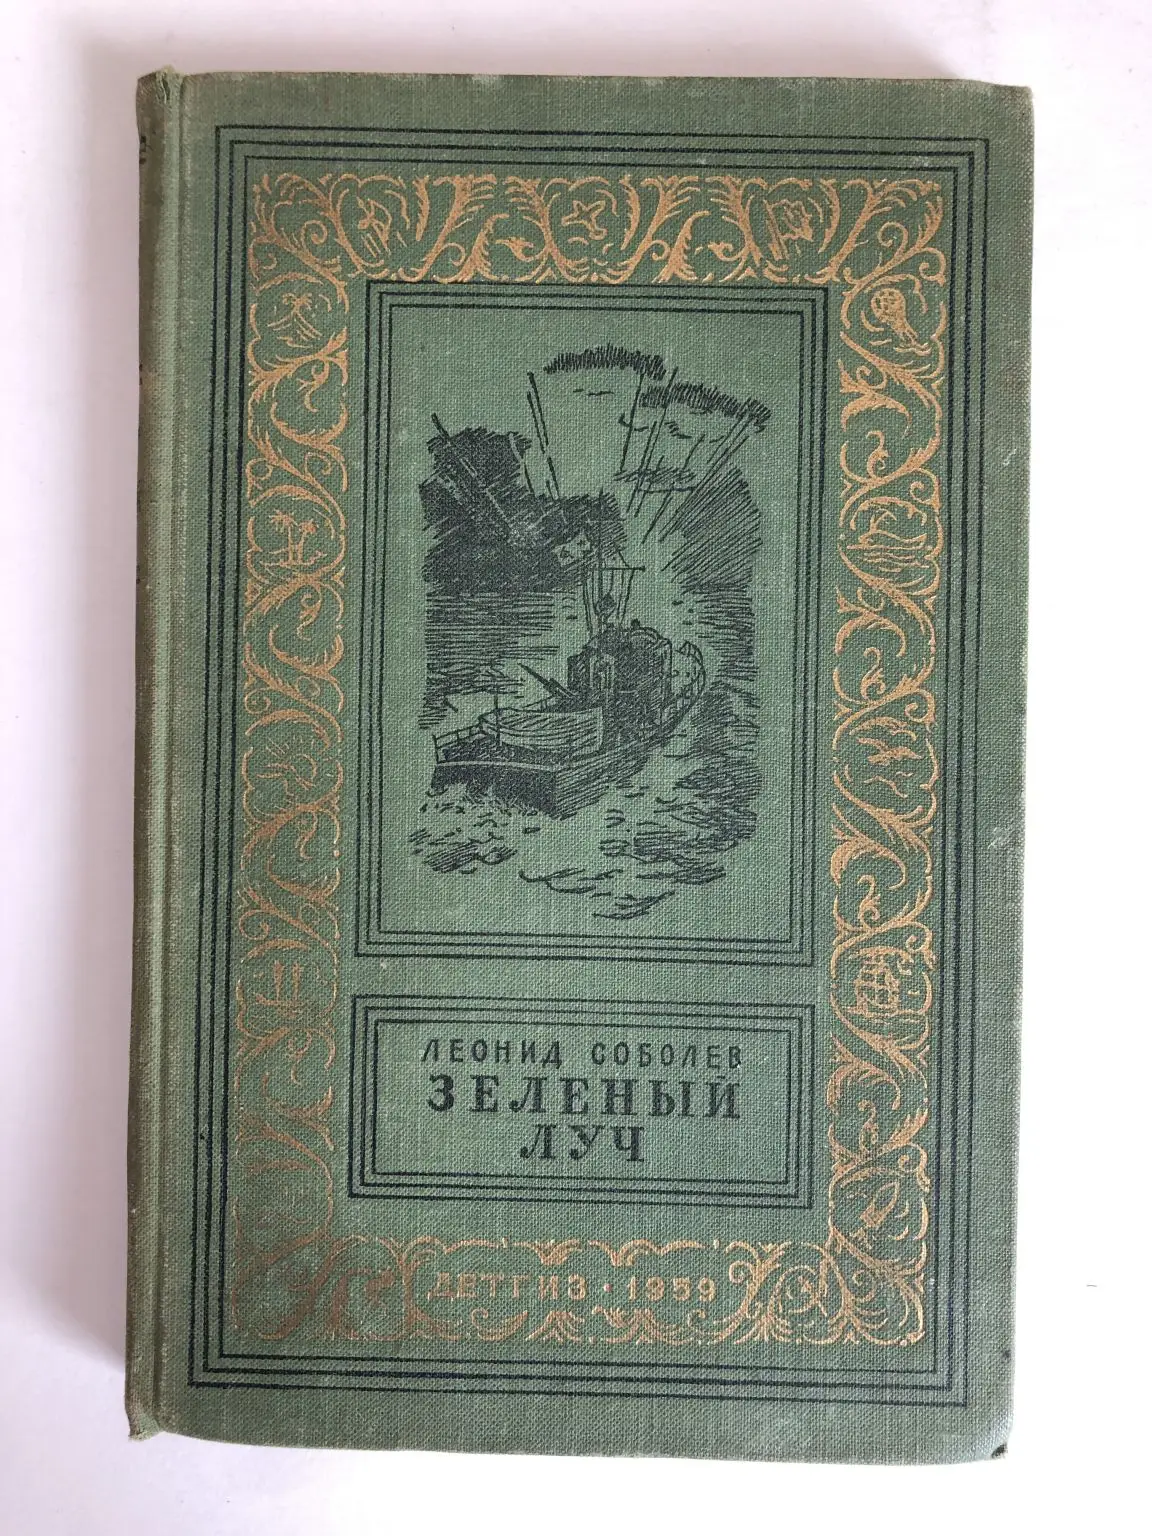 ЛЕОНИД СОБОЛЕВ
ЗЕЛЕНЫЙ
ЛУЧ
ДЕТГИЗ · 1959